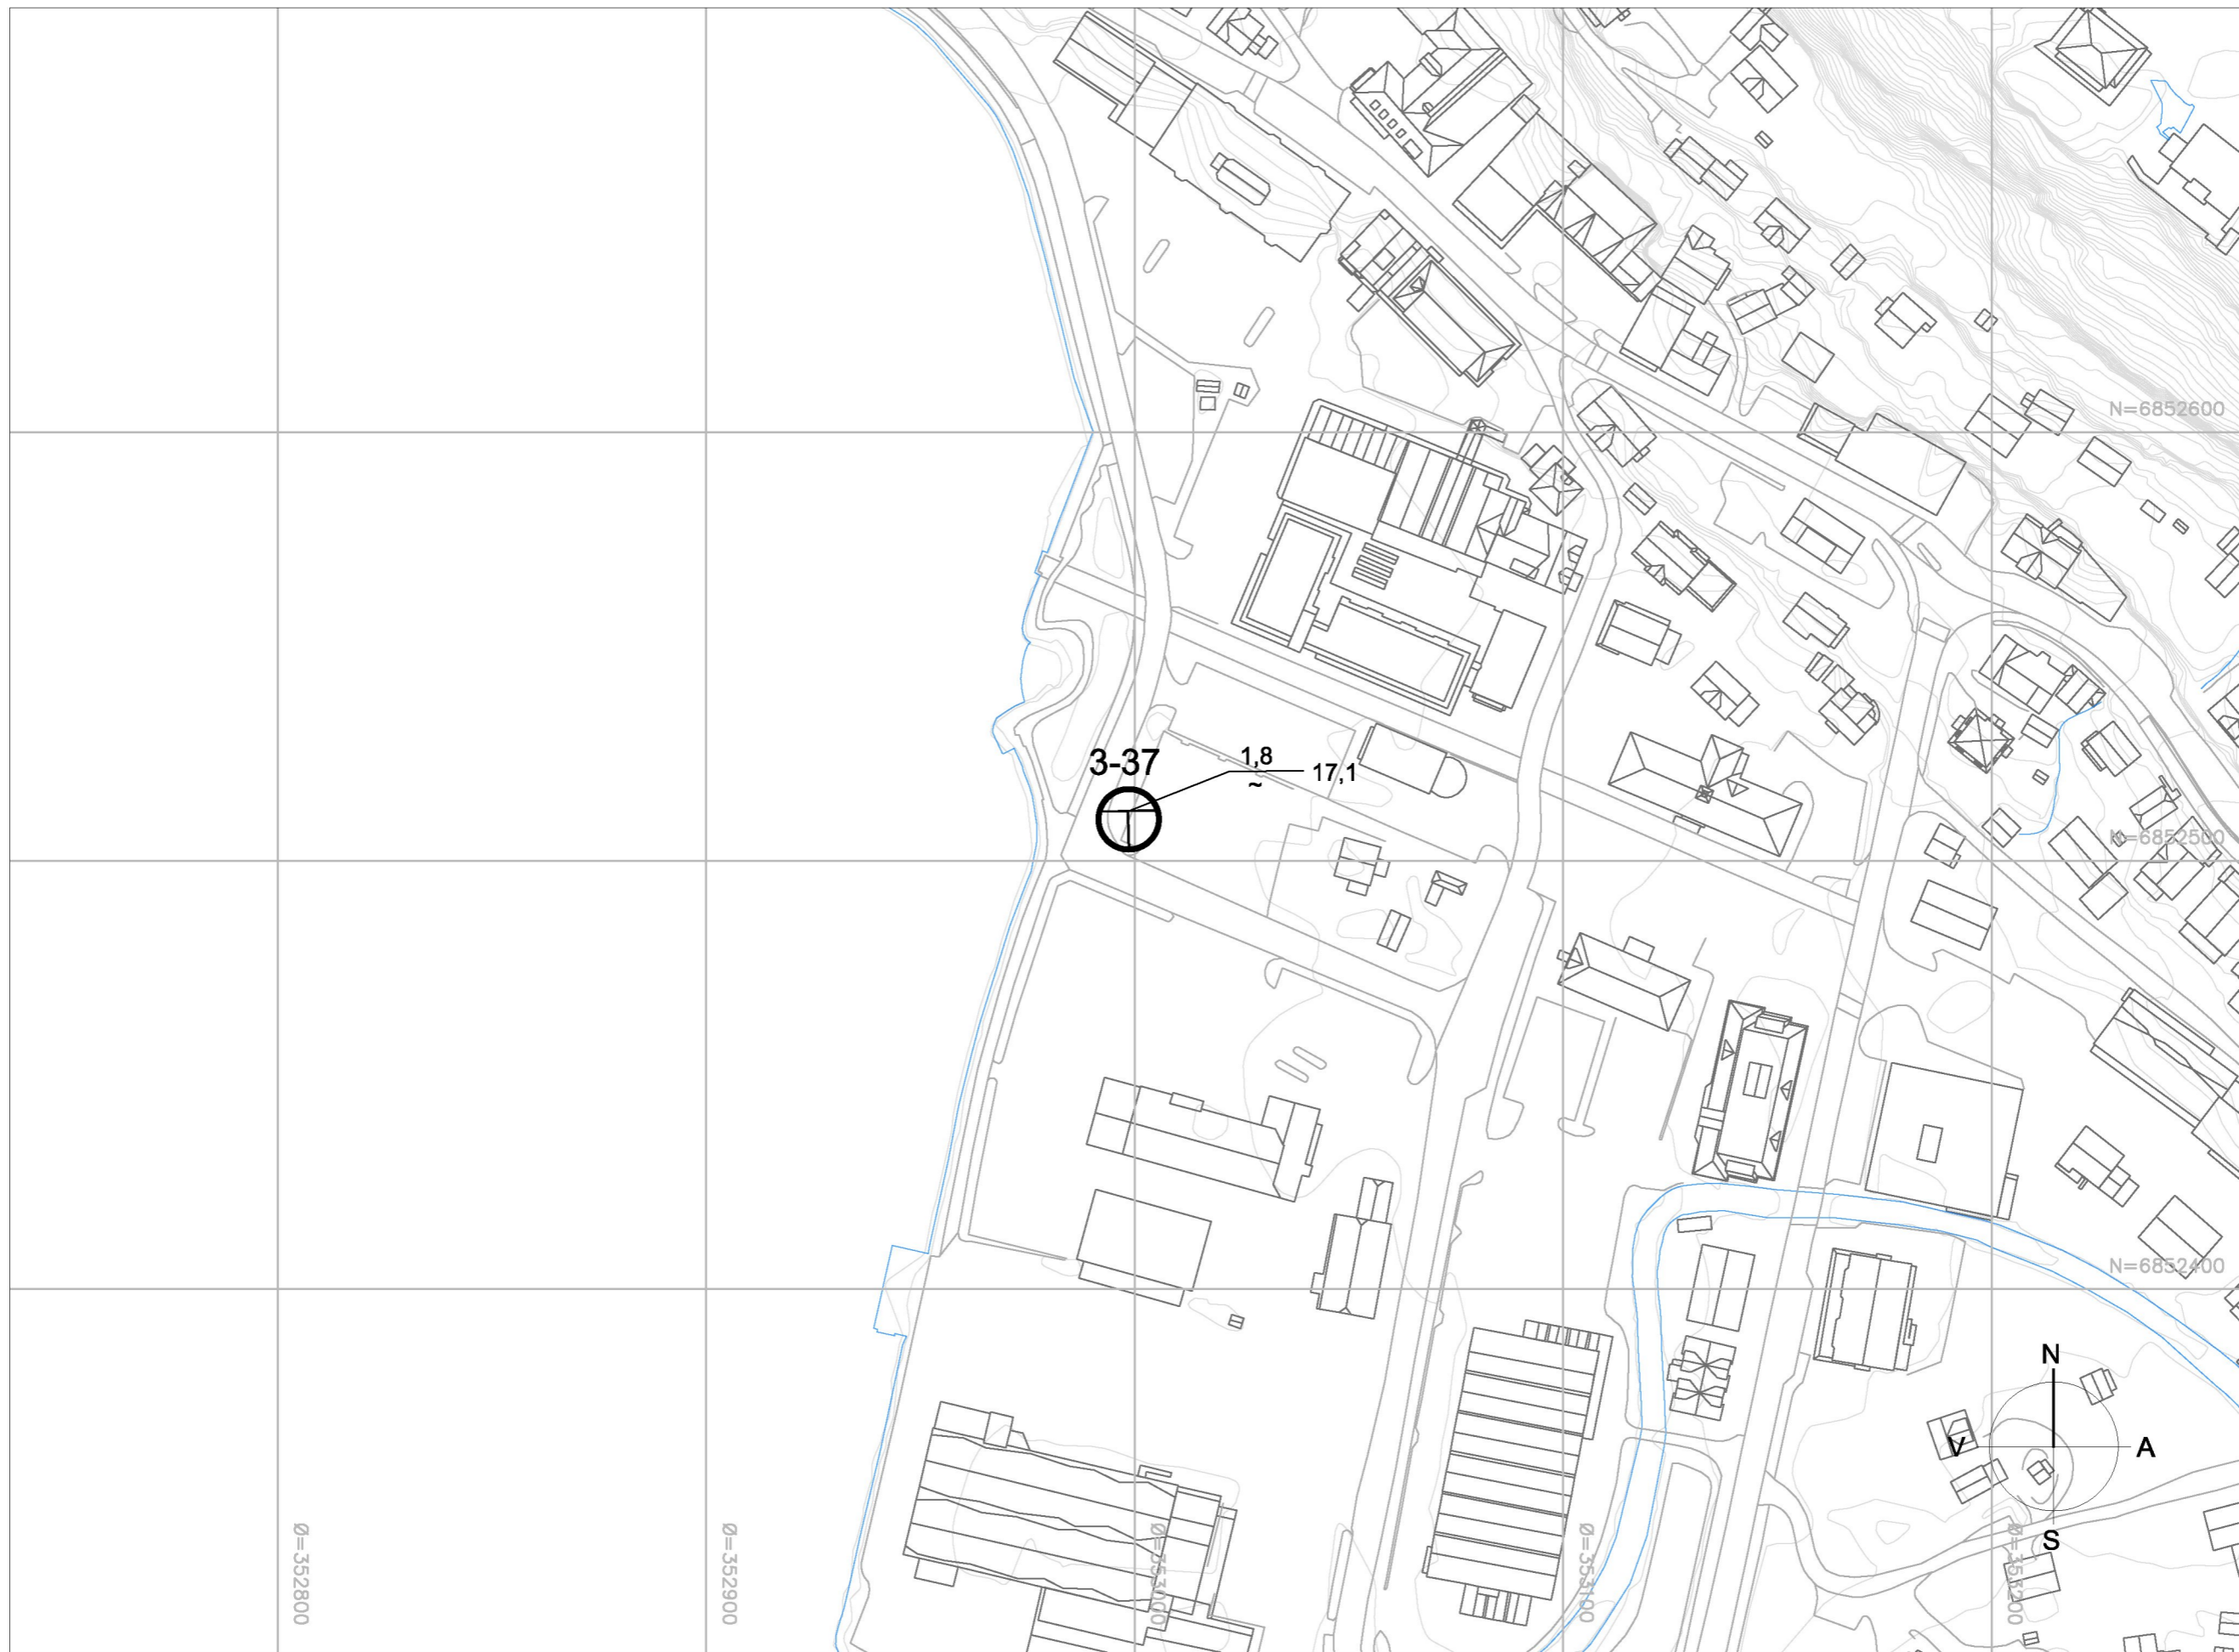 N=6852600
3-37
1,8
~
17,1
N=6852500
N=6852400
N
V
A
S
Ø=352800
Ø=352900
Ø=353000
Ø=353100
Ø=353200